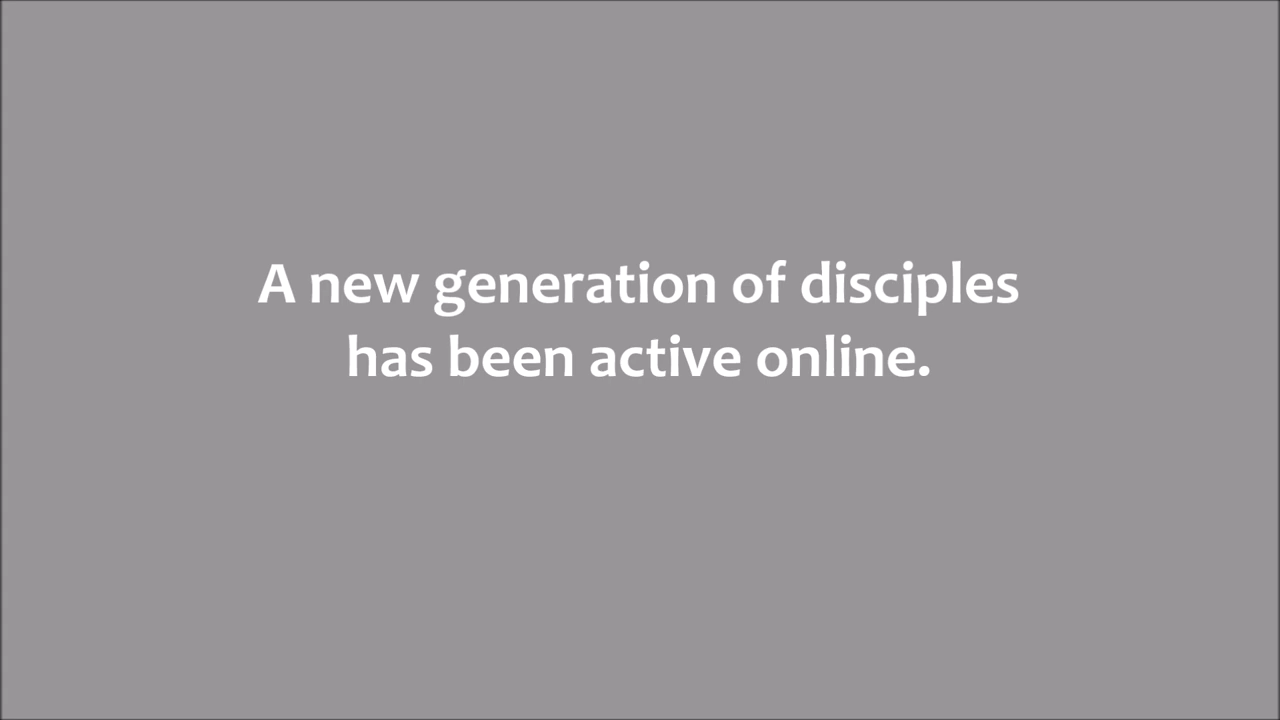 A new generation of disciples
has been active online.